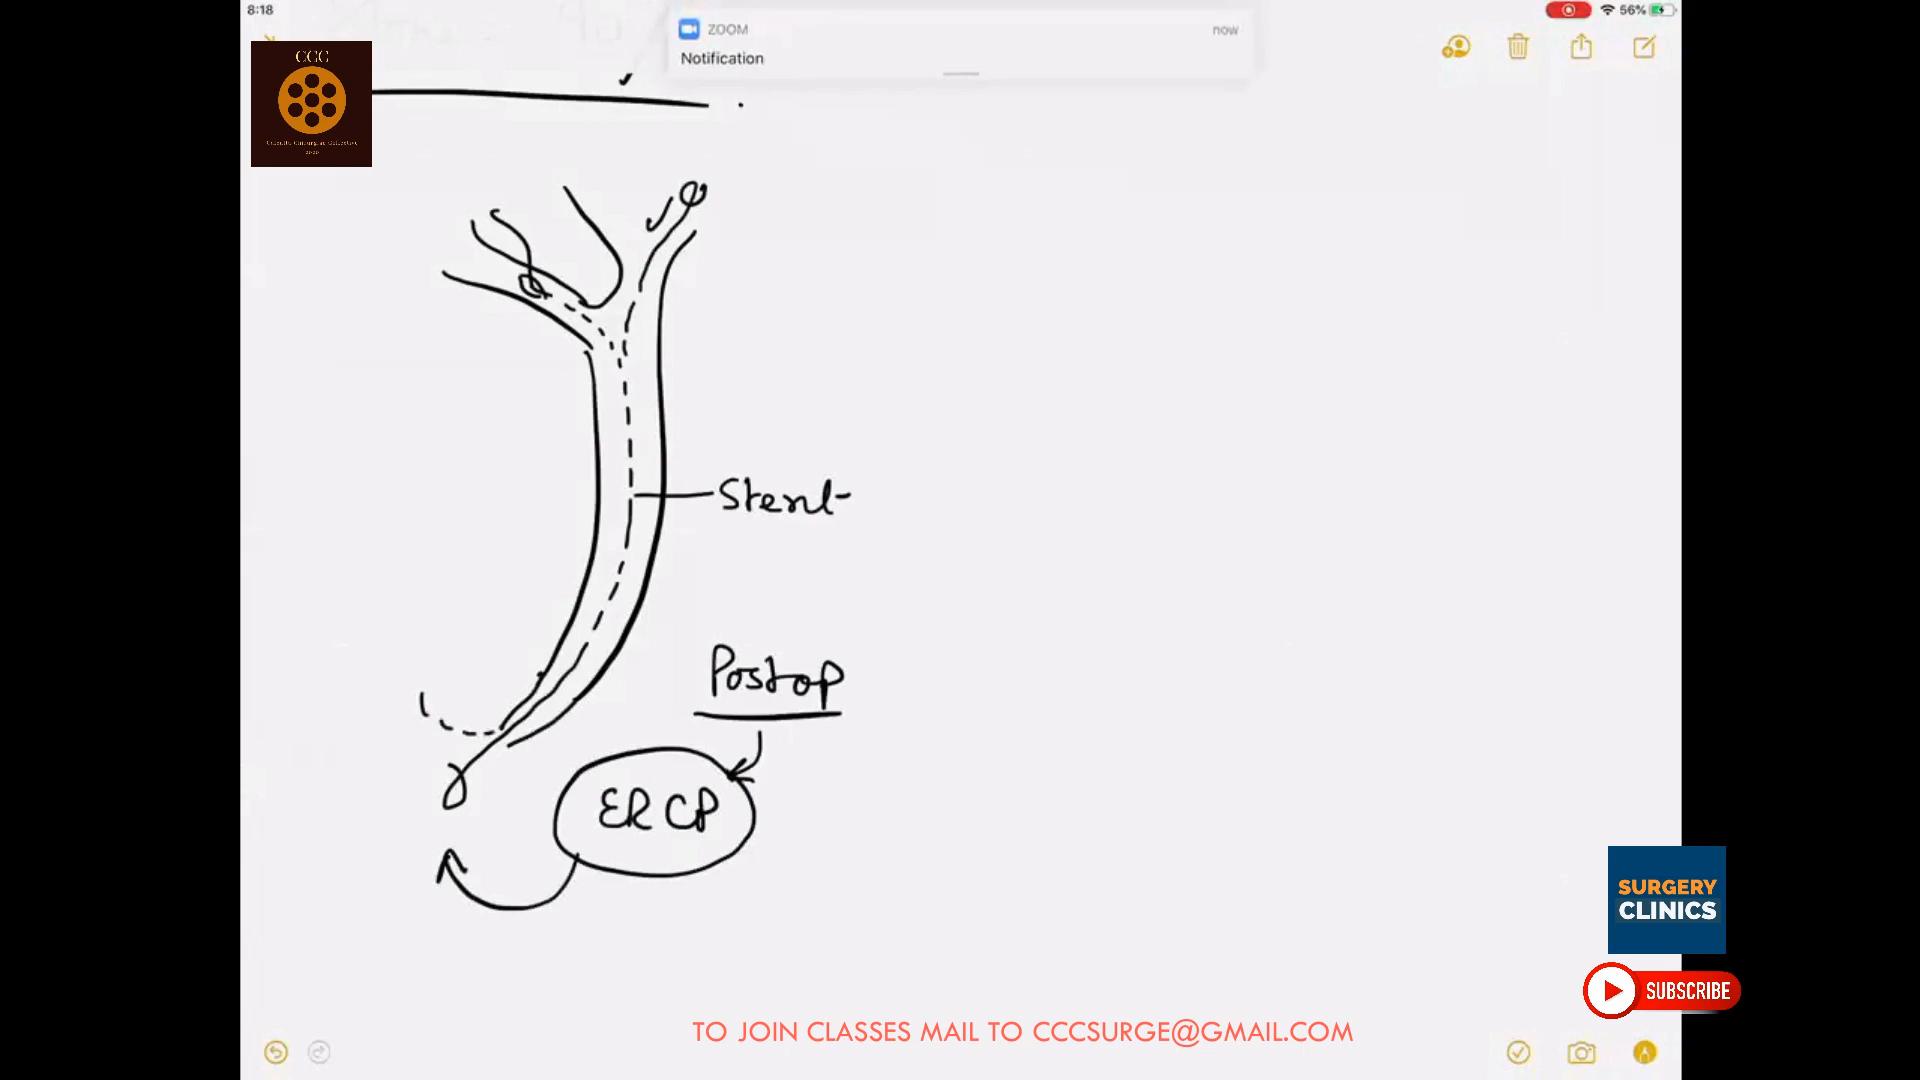 8:18
56%
ZOOM
now
Notification
CCC
2020
Stent
Postop
ERCP
SURGERY
CLINICS
SUBSCRIBE
TO JOIN CLASSES MAIL TO CCCSURGE@GMAIL.COM